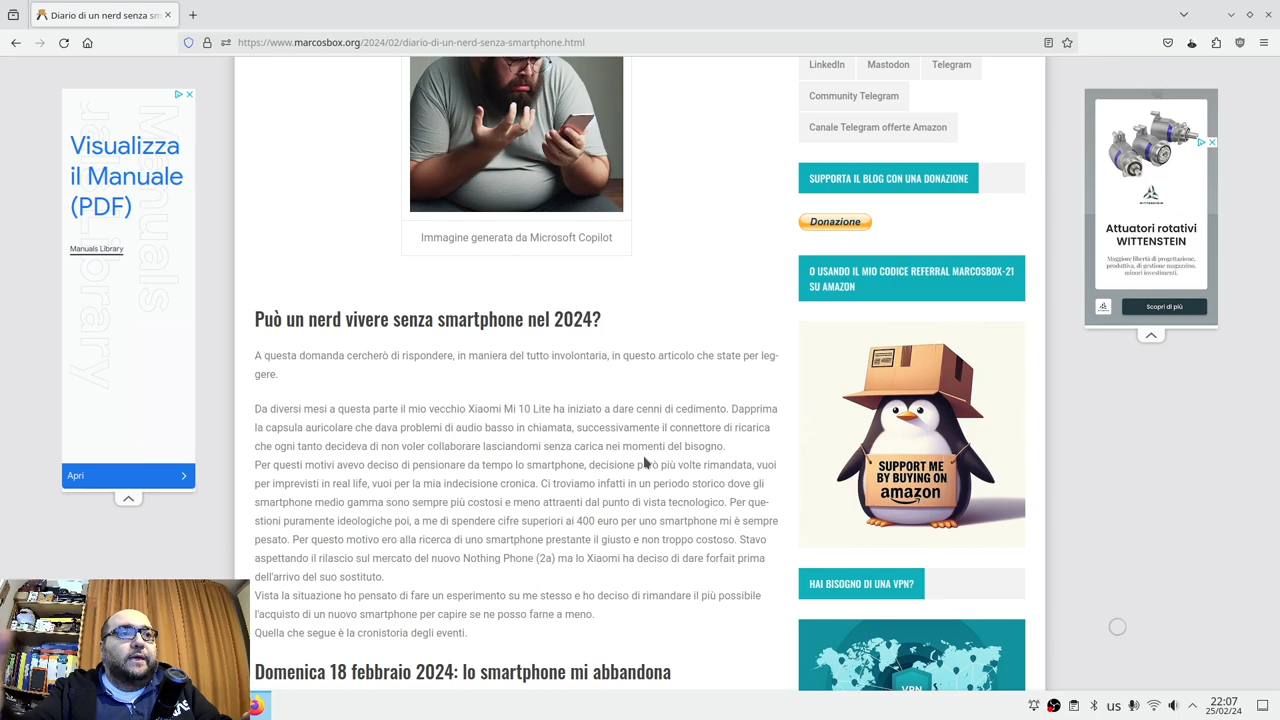 Diario di un nerd senza sm
https://www.marcosbox.org/2024/02/diario-di-un-nerd-senza-smartphone.html
Visualizza
il Manuale
(PDF)
Manuals Library
Apri
Immagine generata da Microsoft Copilot
Può un nerd vivere senza smartphone nel 2024?
A questa domanda cercherò di rispondere, in maniera del tutto involontaria, in questo articolo che state per leg-
gere.
Da diversi mesi a questa parte il mio vecchio Xiaomi Mi 10 Lite ha iniziato a dare cenni di cedimento. Dapprima
la capsula auricolare che dava problemi di audio basso in chiamata, successivamente il connettore di ricarica
che ogni tanto decideva di non voler collaborare lasciandomi senza carica nei momenti del bisogno.
Per questi motivi avevo deciso di pensionare da tempo lo smartphone, decisione però più volte rimandata, vuoi
per imprevisti in real life, vuoi per la mia indecisione cronica. Ci troviamo infatti in un periodo storico dove gli
smartphone medio gamma sono sempre più costosi e meno attraenti dal punto di vista tecnologico. Per que-
stioni puramente ideologiche poi, a me di spendere cifre superiori ai 400 euro per uno smartphone mi è sempre
pesato. Per questo motivo ero alla ricerca di uno smartphone prestante il giusto e non troppo costoso. Stavo
aspettando il rilascio sul mercato del nuovo Nothing Phone (2a) ma lo Xiaomi ha deciso di dare forfait prima
dell'arrivo del suo sostituto.
Vista la situazione ho pensato di fare un esperimento su me stesso e ho deciso di rimandare il più possibile
l'acquisto di un nuovo smartphone per capire se ne posso farne a meno.
Quella che segue è la cronistoria degli eventi.
Domenica 18 febbraio 2024: lo smartphone mi abbandona
LinkedIn
Mastodon
Telegram
Community Telegram
Canale Telegram offerte Amazon
SUPPORTA IL BLOG CON UNA DONAZIONE
Donazione
O USANDO IL MIO CODICE REFERRAL MARCOSBOX-21
SU AMAZON
SUPPORT ME
BY BUYING ON
amazon
HAI BISOGNO DI UNA VPN?
VPN
WITTENSTEIN
Attuatori rotativi
WITTENSTEIN
Maggiore libertà di progettazione,
produttiva, di gestione magazzino,
minori investimenti.
Scopri di più
us
22:07
25/02/24